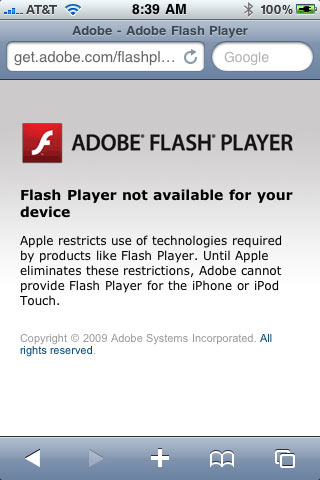 AT&T 8:39 AM 100%
Adobe - Adobe Flash Player
get.adobe.com/flashpl... Google
ADOBE® FLASH® PLAYER
Flash Player not available for your
device
Apple restricts use of technologies required
by products like Flash Player. Until Apple
eliminates these restrictions, Adobe cannot
provide Flash Player for the iPhone or iPod
Touch.
Copyright © 2009 Adobe Systems Incorporated. All
rights reserved.